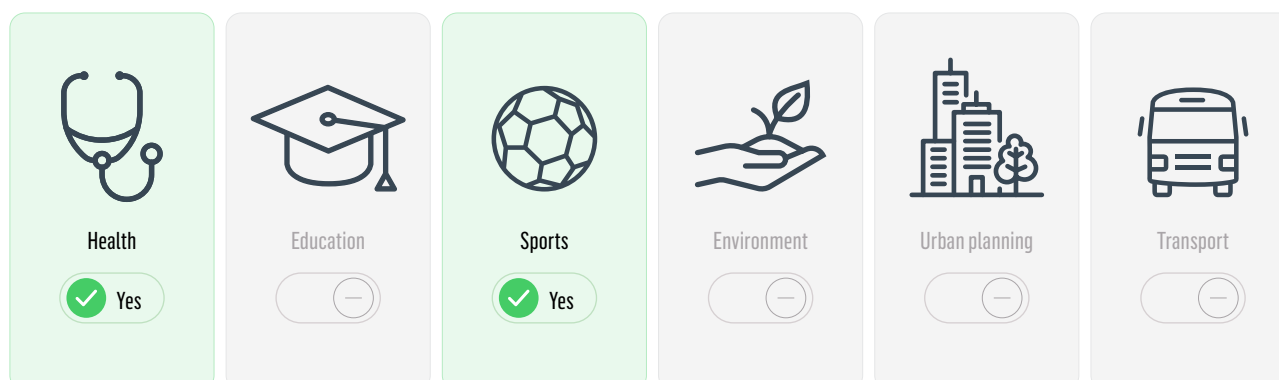 Health
Education
Sports
Environment
Urban planning
Transport
Yes
Yes